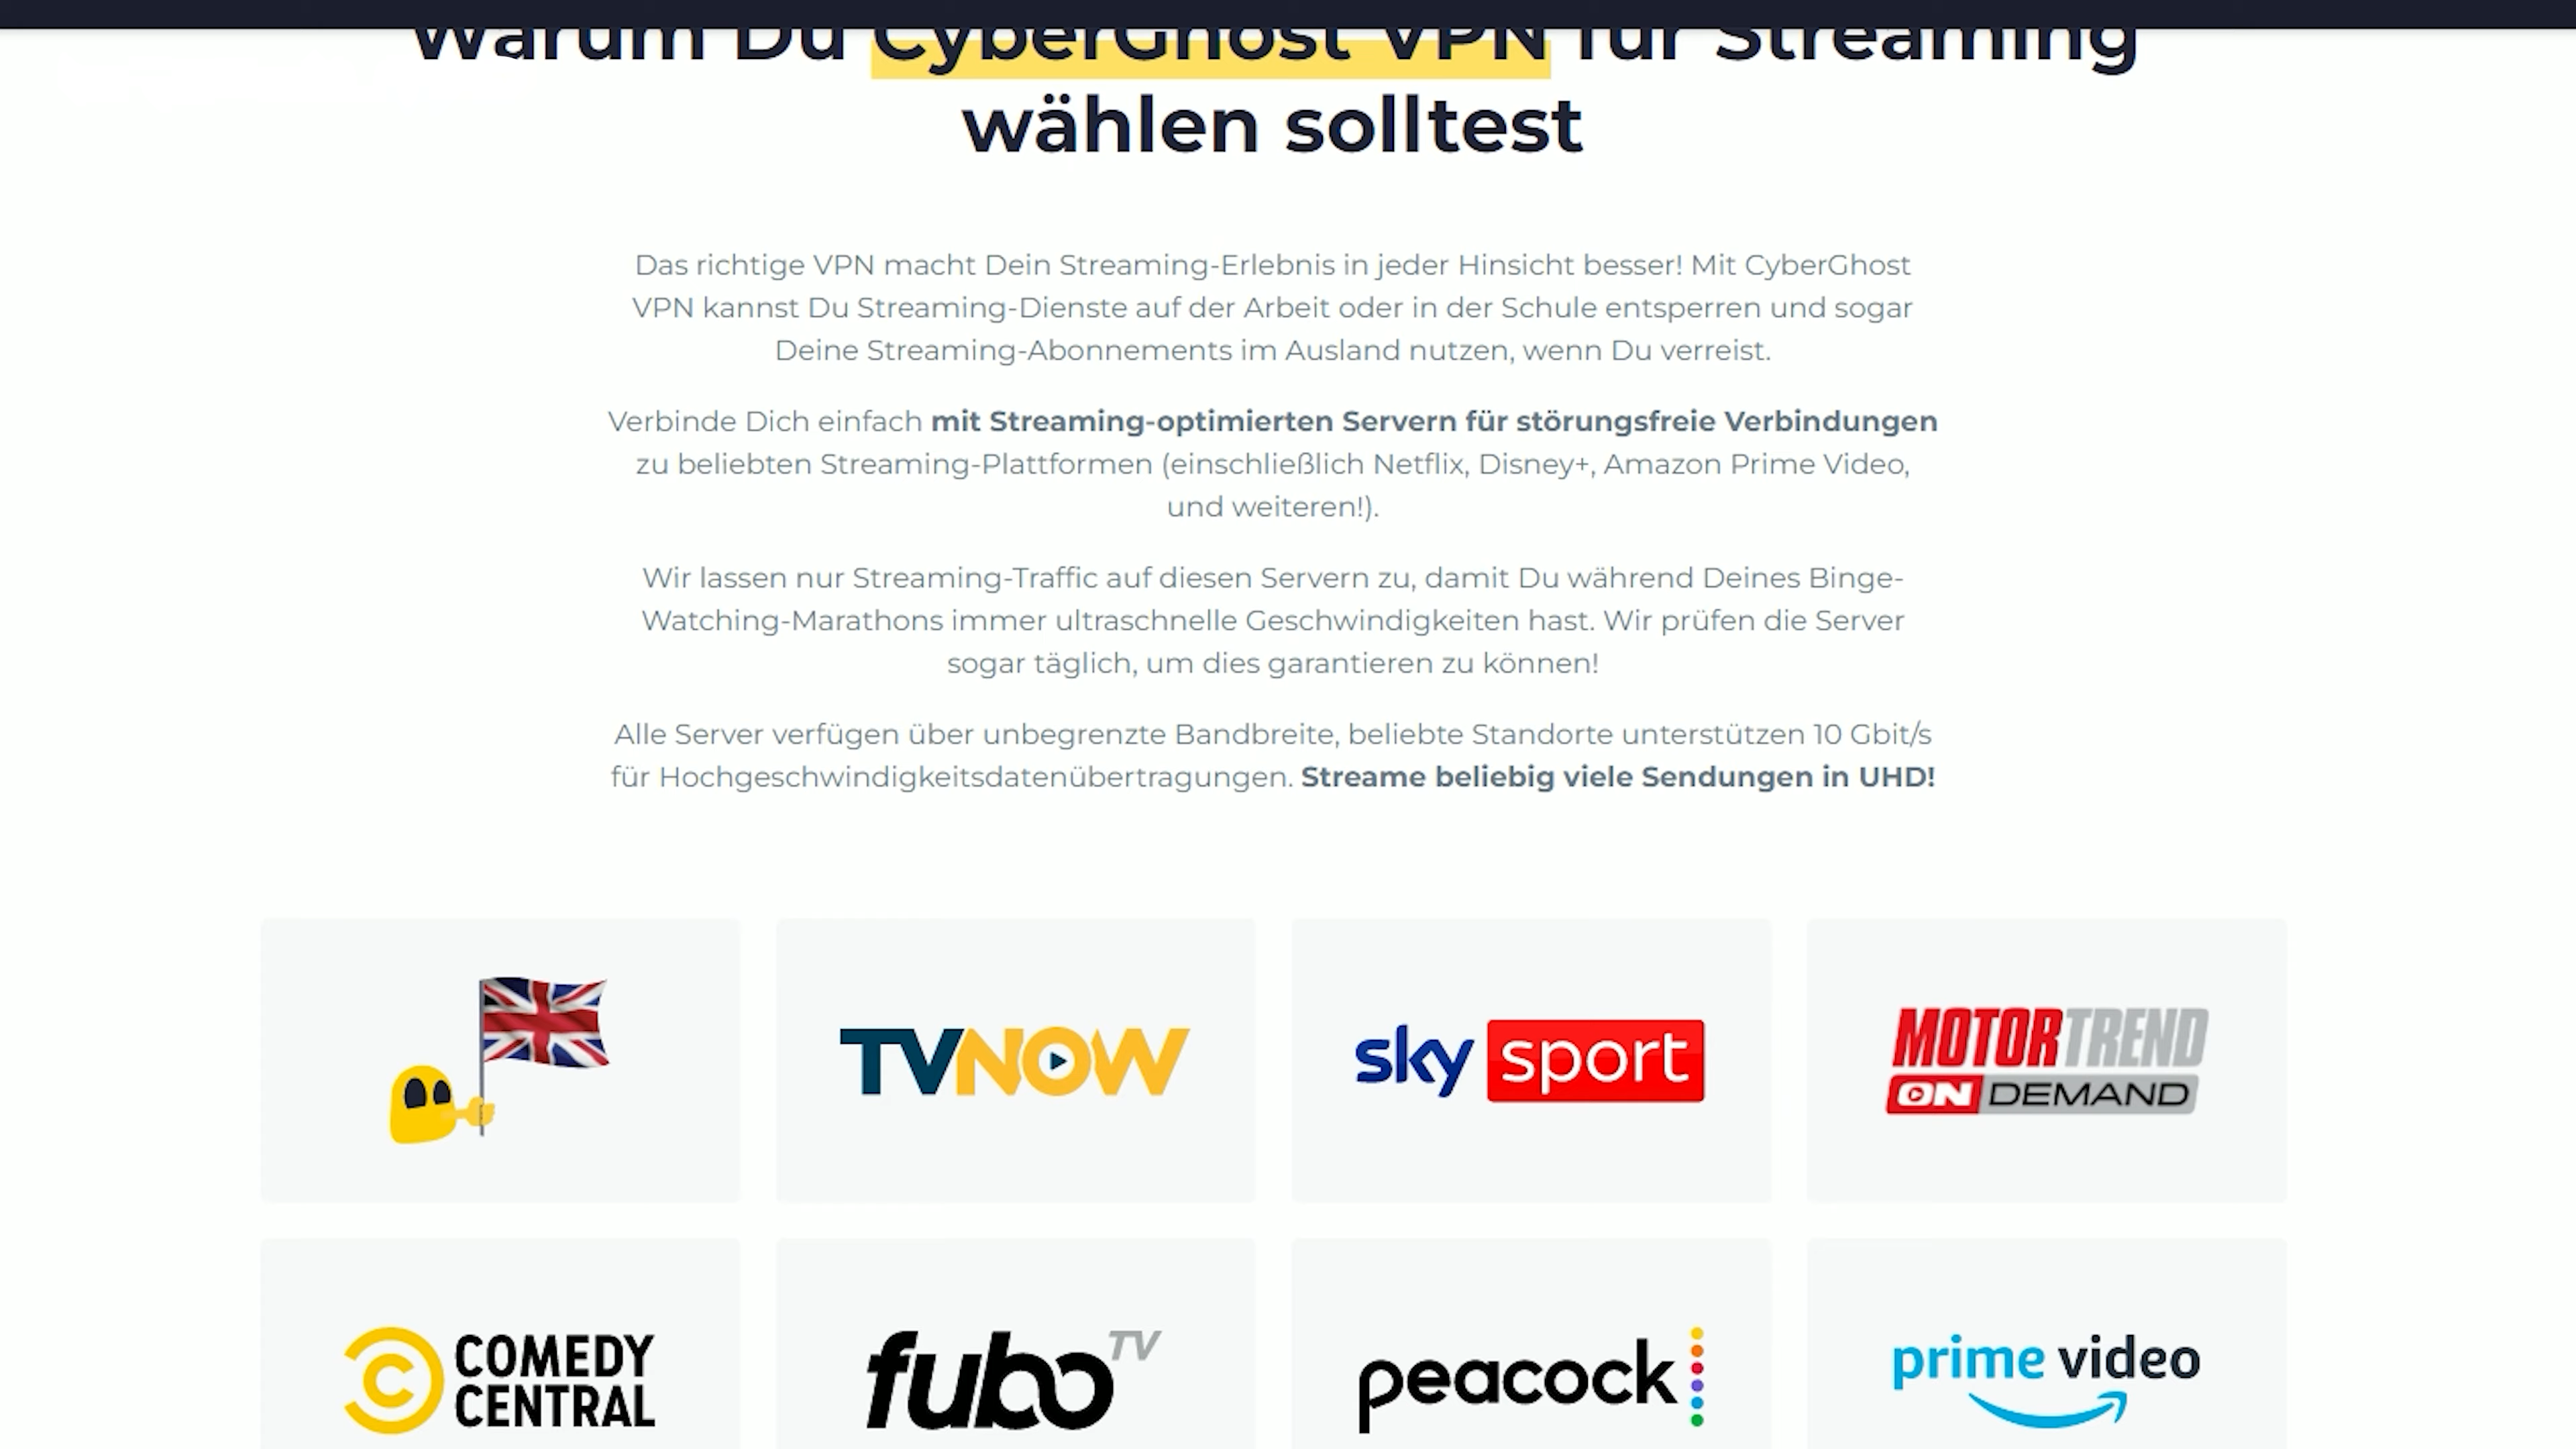 Warum Du CyberGhost VPN für Streaming
wählen solltest
Das richtige VPN macht Dein Streaming-Erlebnis in jeder Hinsicht besser! Mit CyberGhost
VPN kannst Du Streaming-Dienste auf der Arbeit oder in der Schule entsperren und sogar
Deine Streaming-Abonnements im Ausland nutzen, wenn Du verreist.
Verbinde Dich einfach mit Streaming-optimierten Servern für störungsfreie Verbindungen
zu beliebten Streaming-Plattformen (einschließlich Netflix, Disney+, Amazon Prime Video,
und weiteren!).
Wir lassen nur Streaming-Traffic auf diesen Servern zu, damit Du während Deines Binge-
Watching-Marathons immer ultraschnelle Geschwindigkeiten hast. Wir prüfen die Server
sogar täglich, um dies garantieren zu können!
Alle Server verfügen über unbegrenzte Bandbreite, beliebte Standorte unterstützen 10 Gbit/s
für Hochgeschwindigkeitsdatenübertragungen. Streame beliebig viele Sendungen in UHD!
TVNOW
sky sport
MOTORTREND
ON DEMAND
COMEDY
CENTRAL
fubo TV
peacock
prime video